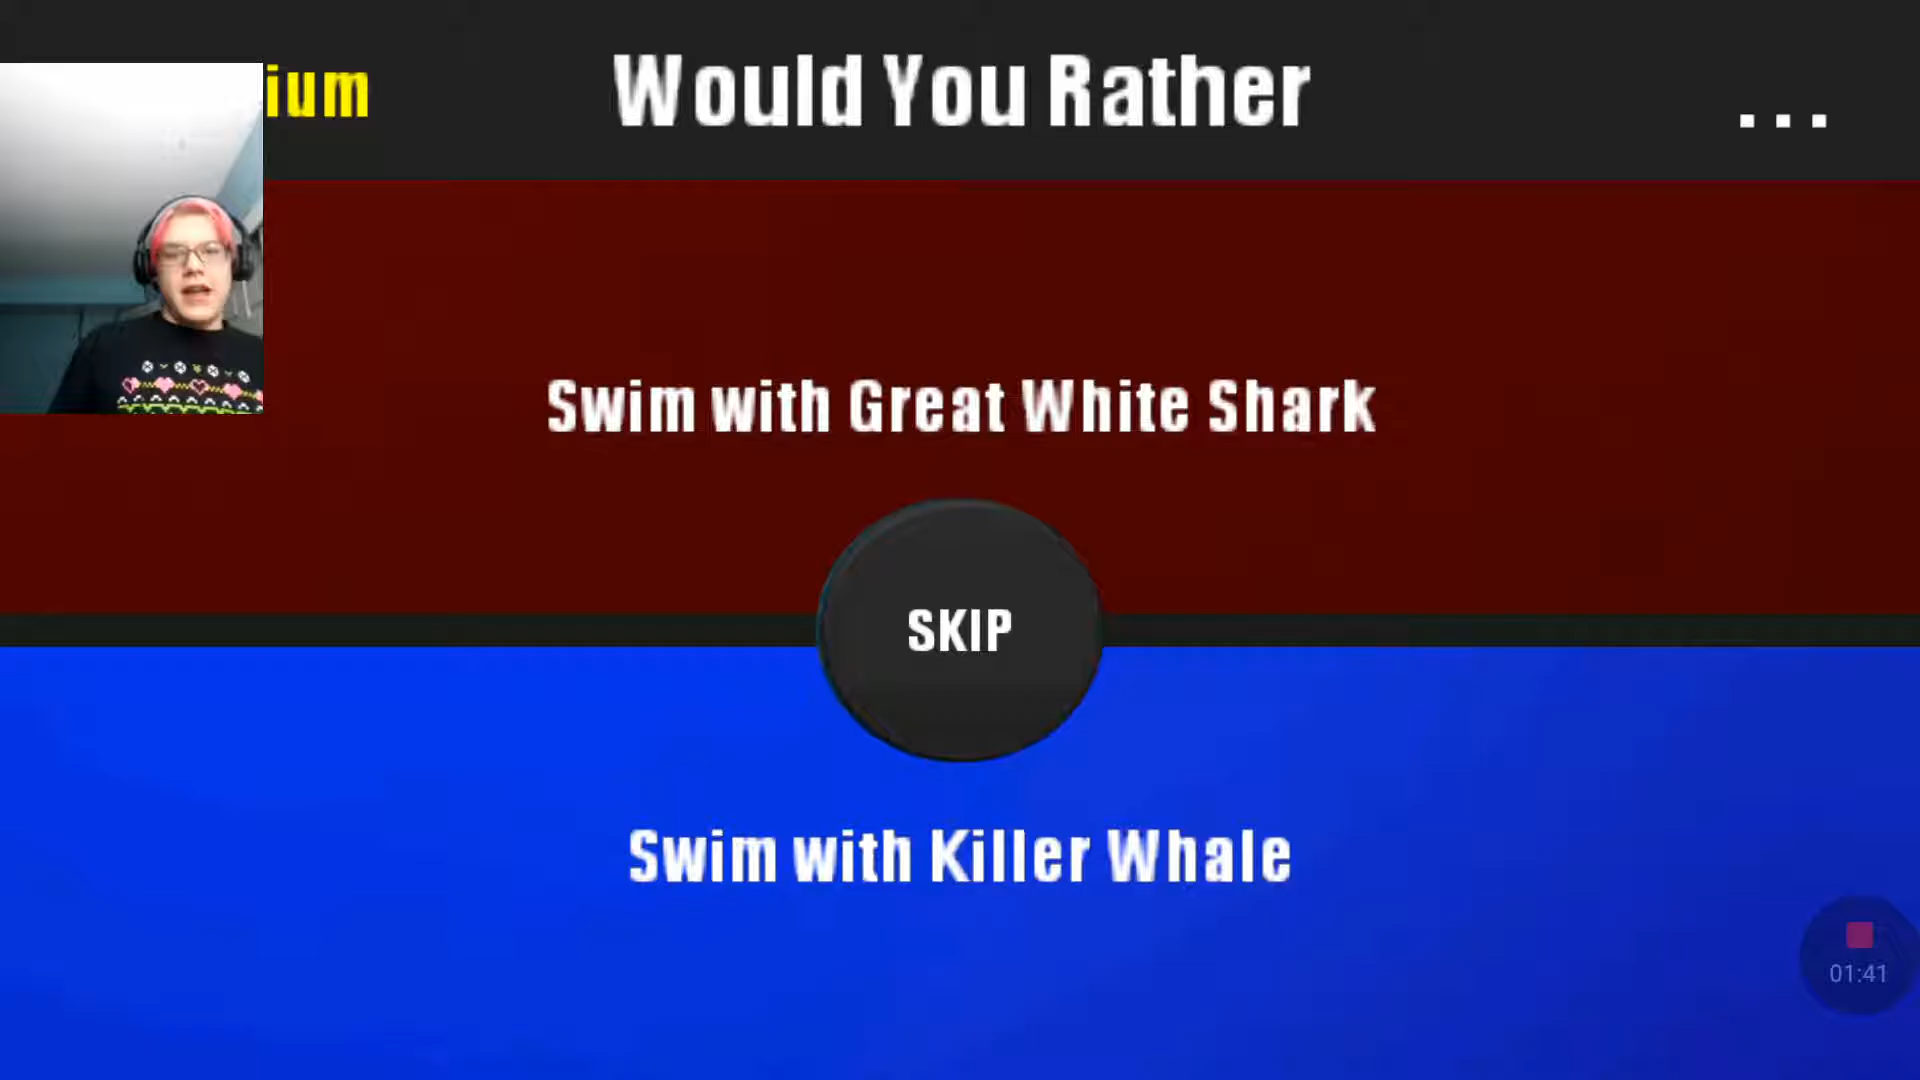 ium
Would You Rather
...
Swim with Great White Shark
SKIP
Swim with Killer Whale
01:41